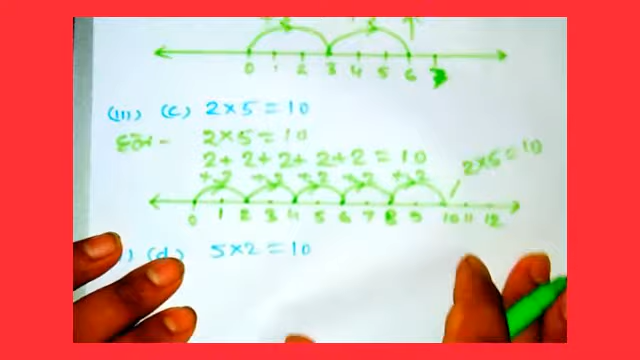 0 1 2 3 4 5 6 7
(iii) (c) 2×5=10
2×5=10
2+2+2+2+2=10
+2 +2 +2 +2 +2 2×5=10
0 1 2 3 4 5 6 7 8 9 10 11 12
(d) 5×2=10